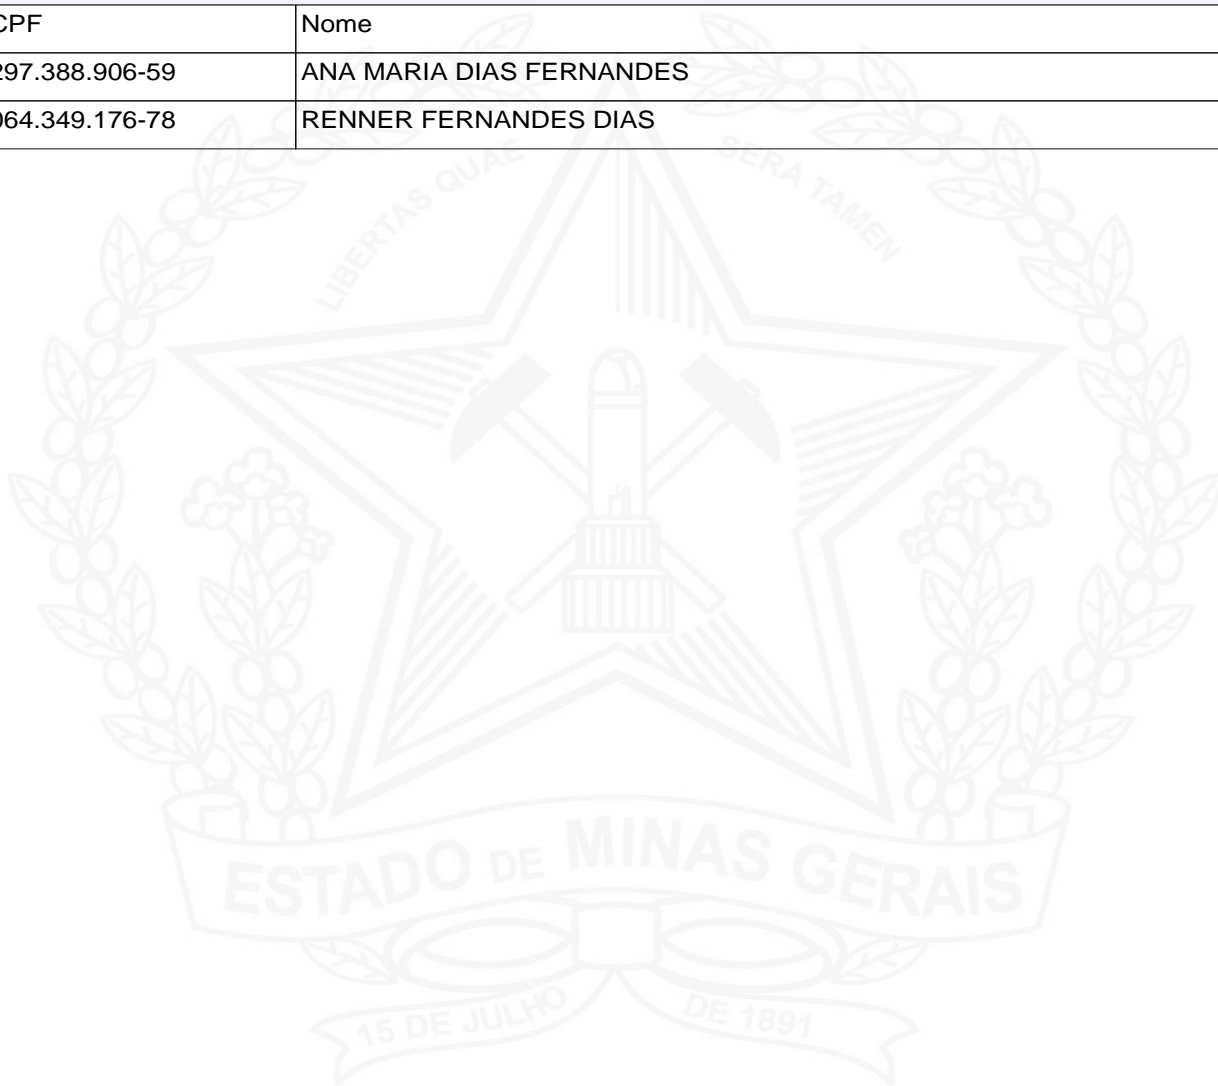 CPF Nome
297.388.906-59 ANA MARIA DIAS FERNANDES
064.349.176-78 RENNER FERNANDES DIAS
LIBERTAS QUAE SERA TAMEN
ESTADO DE MINAS GERAIS
15 DE JULHO DE 1891